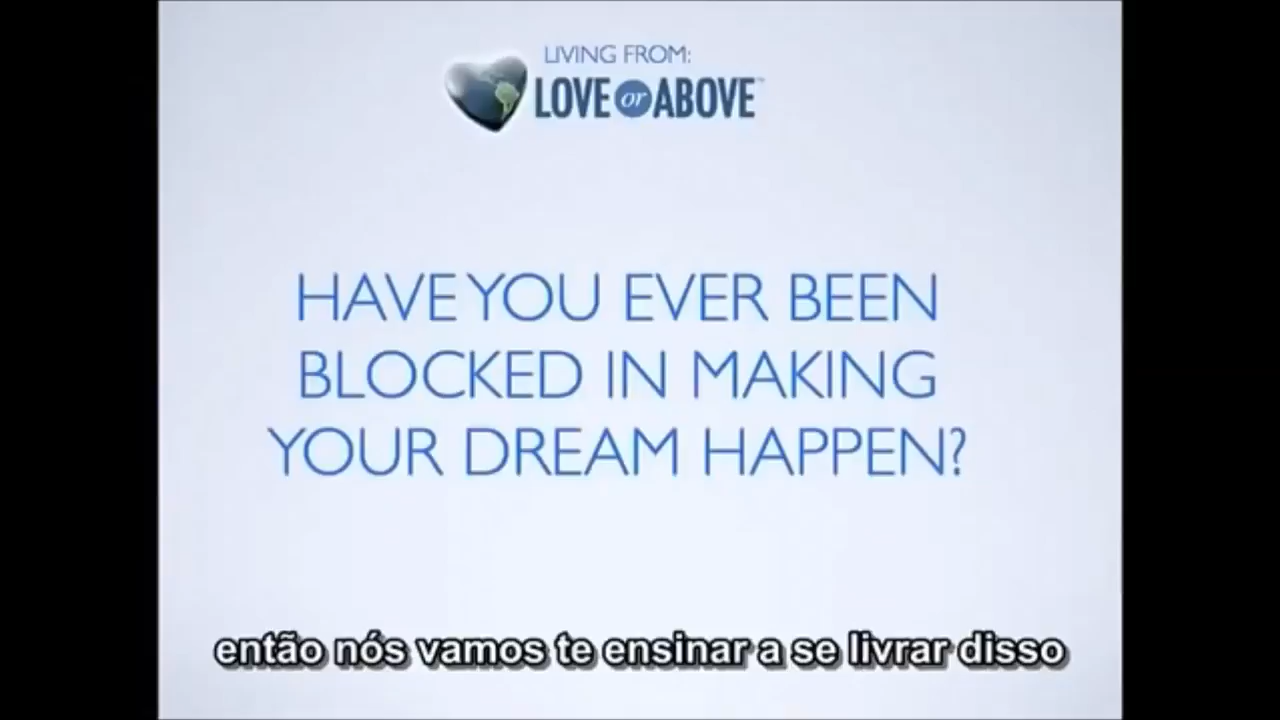 LIVING FROM:
LOVE or ABOVE™
HAVE YOU EVER BEEN
BLOCKED IN MAKING
YOUR DREAM HAPPEN?
então nós vamos te ensinar a se livrar disso